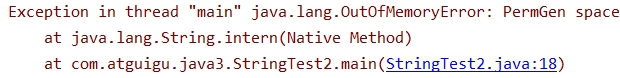 Exception in thread "main" java.lang.OutOfMemoryError: PermGen space
    at java.lang.String.intern(Native Method)
    at com.atguigu.java3.StringTest2.main(StringTest2.java:18)